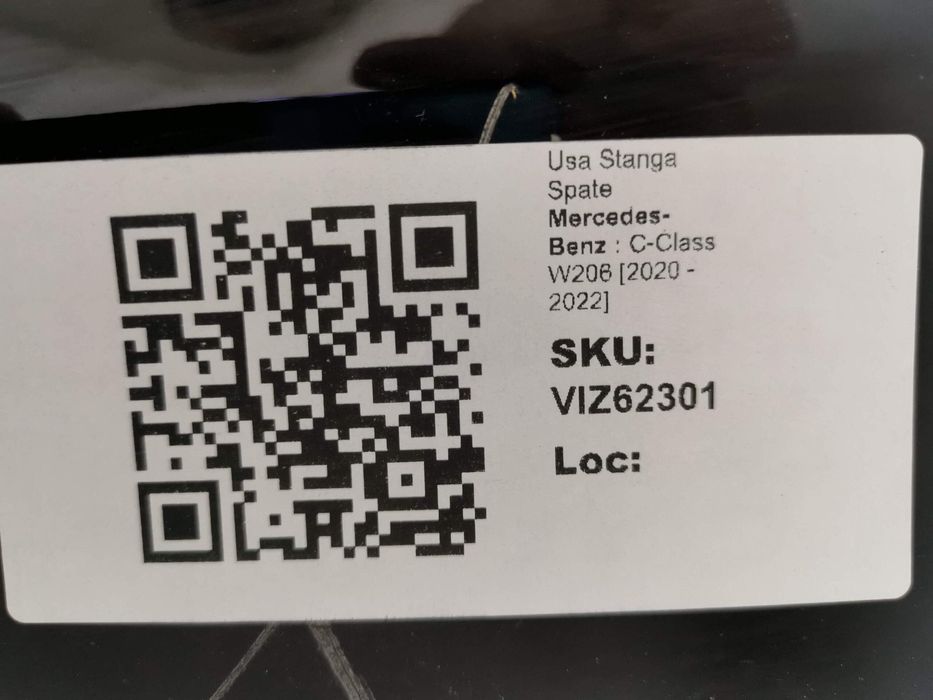 Usa Stanga
Spate
Mercedes-
Benz : C-Class
W206 [2020 -
2022]
SKU:
VIZ62301
Loc: